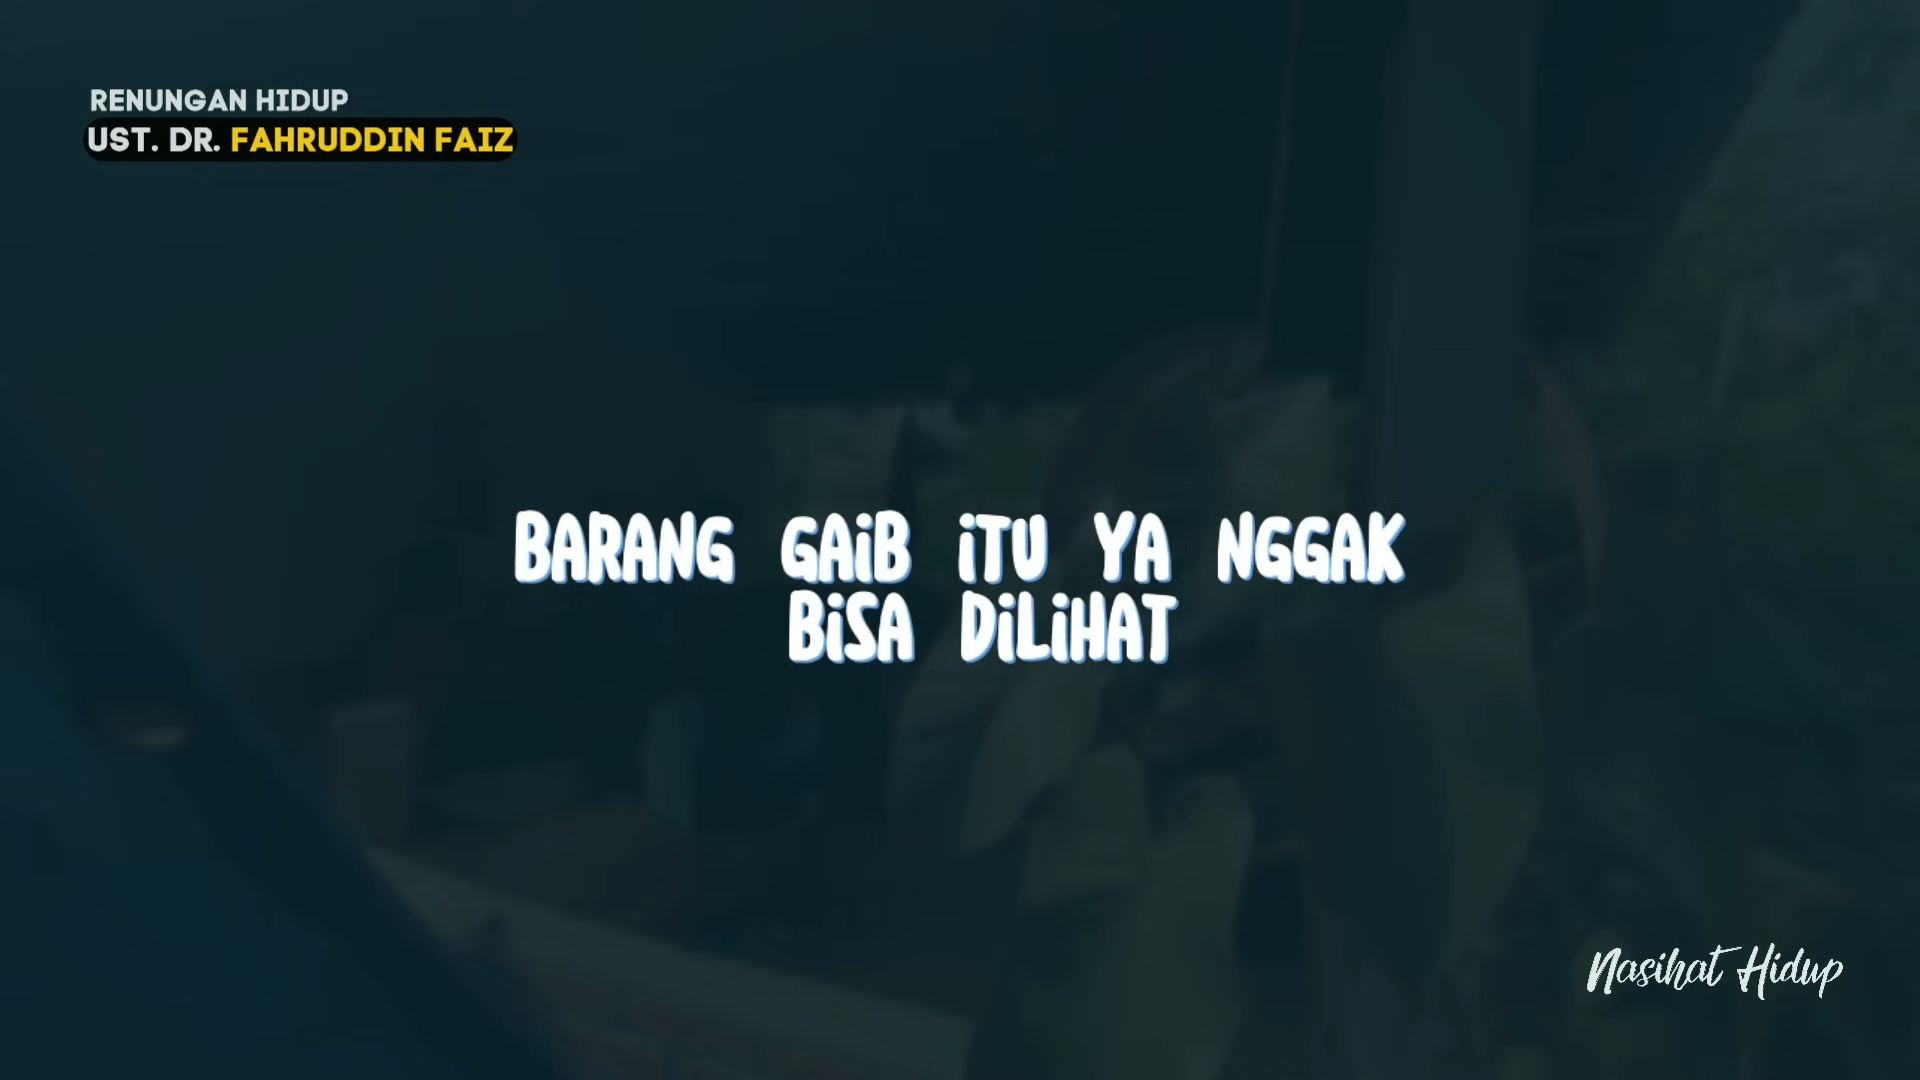 RENUNGAN HIDUP
UST. DR. FAHRUDDIN FAIZ
BARANG GAiB iTU YA NGGAK
BiSA DiLiHAT
Nasihat Hidup